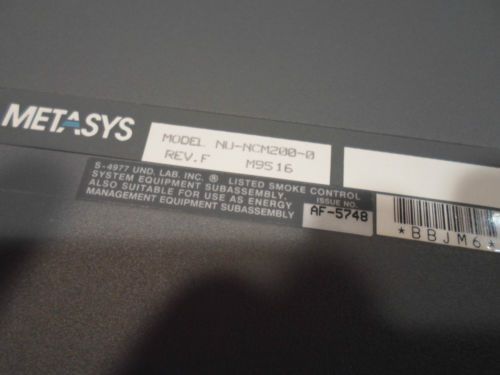 METASYS
MODEL NU-NCM200-0
REV.F M9516
S-4977 UND. LAB. INC.® LISTED SMOKE CONTROL
SYSTEM EQUIPMENT SUBASSEMBLY,
ALSO SUITABLE FOR USE AS ENERGY
MANAGEMENT EQUIPMENT SUBASSEMBLY
ISSUE NO.
AF-5748
*BBJM6*